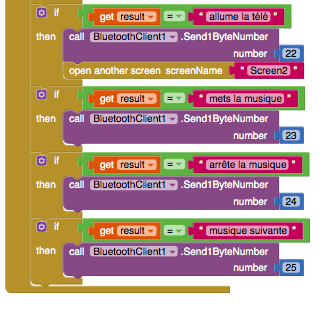 if get result = " allume la télé "
then call BluetoothClient1 .Send1ByteNumber
number 22
open another screen screenName " Screen2 "
if get result = " mets la musique "
then call BluetoothClient1 .Send1ByteNumber
number 23
if get result = " arrête la musique "
then call BluetoothClient1 .Send1ByteNumber
number 24
if get result = " musique suivante "
then call BluetoothClient1 .Send1ByteNumber
number 25